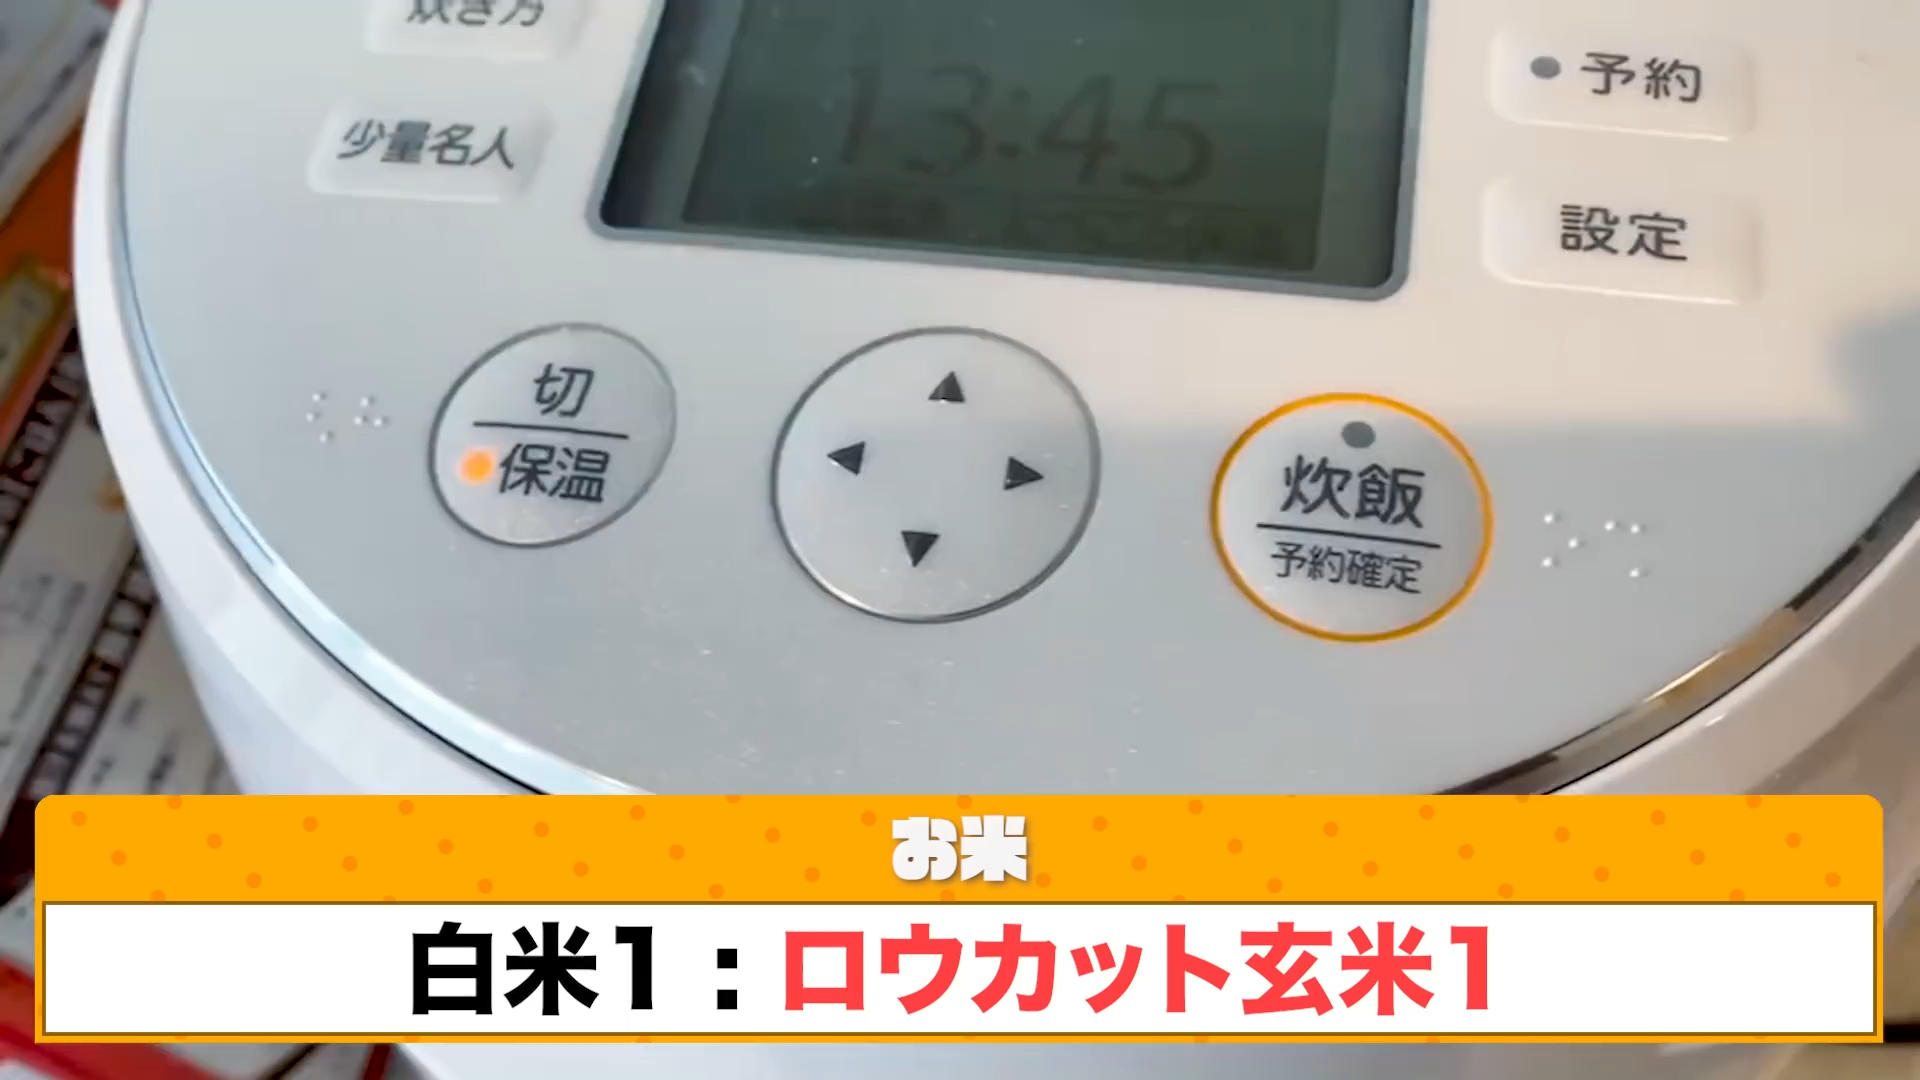 炊き方
少量名人
13:45
予約
設定
切
保温
炊飯
予約確定
お米
白米1：ロウカット玄米1